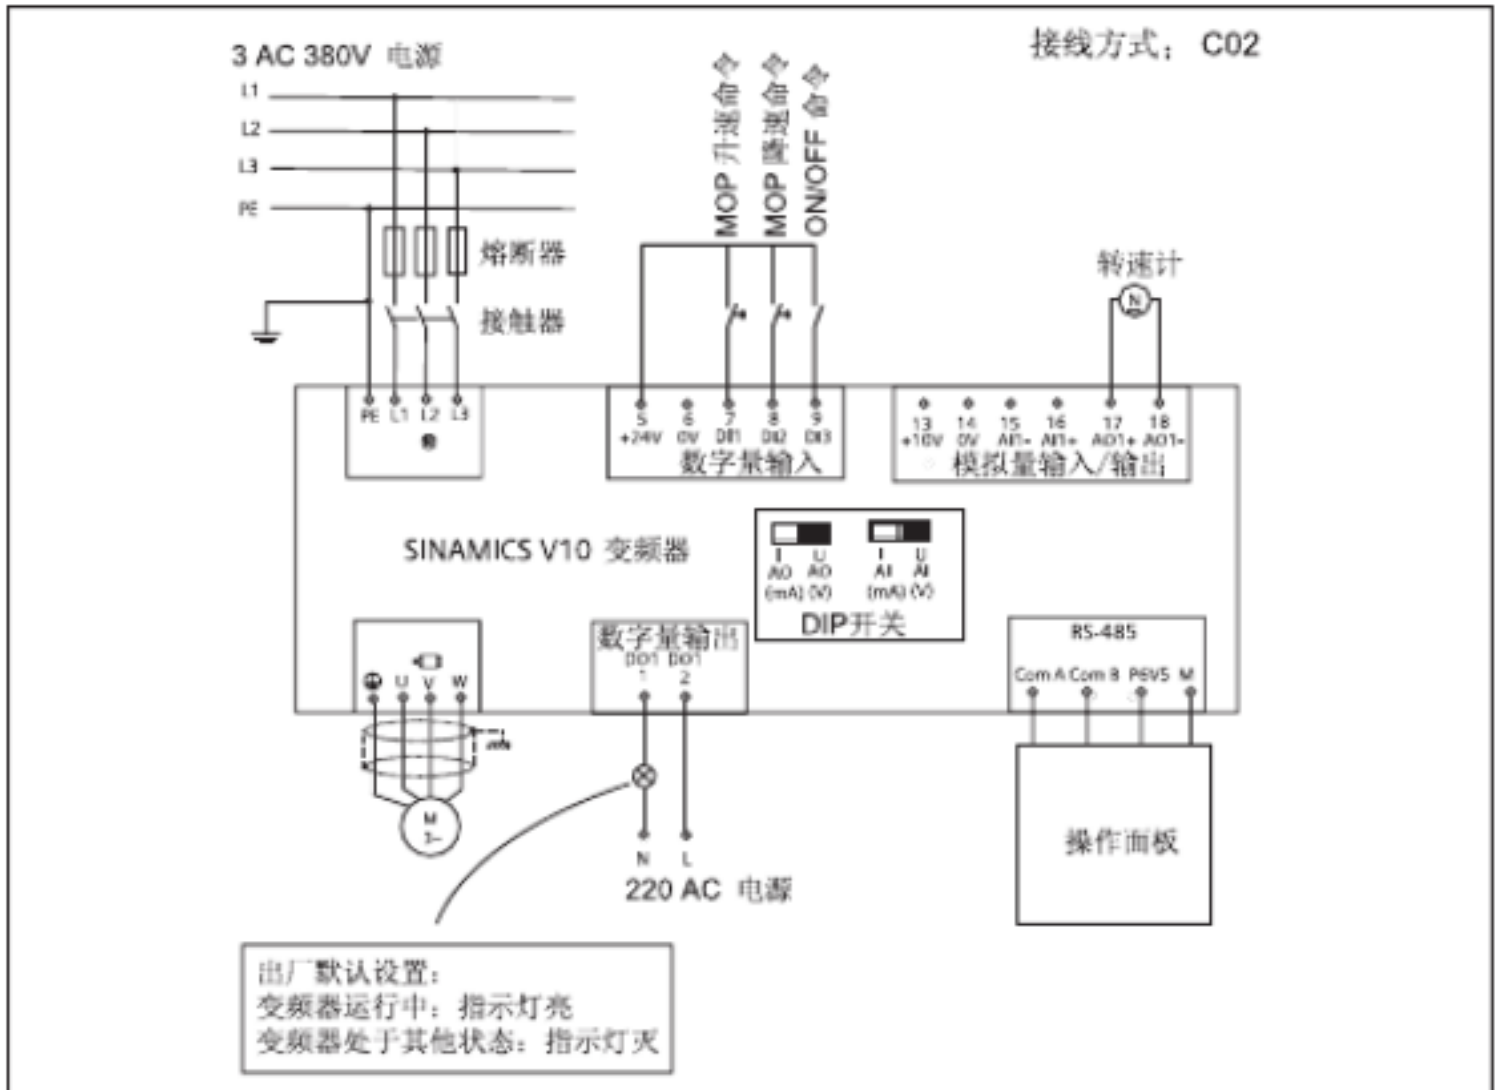 接线方式： C02
3 AC 380V 电源
L1
L2
L3
PE
熔断器
接触器
MOP 升速命令
MOP 降速命令
ON/OFF 命令
转速计
N
PE L1 L2 L3
5 6 7 8 9
+24V 0V DI1 DI2 DI3
数字量输入
13 14 15 16 17 18
+10V 0V AI1- AI1+ AO1+ AO1-
模拟量输入/输出
SINAMICS V10 变频器
I U I U
AO AO AI AI
(mA) (V) (mA) (V)
DIP开关
数字量输出
DO1 DO1
1 2
RS-485
Com A Com B P6V5 M
U V W
M
3~
N L
220 AC 电源
操作面板
出厂默认设置：
变频器运行中：指示灯亮
变频器处于其他状态：指示灯灭